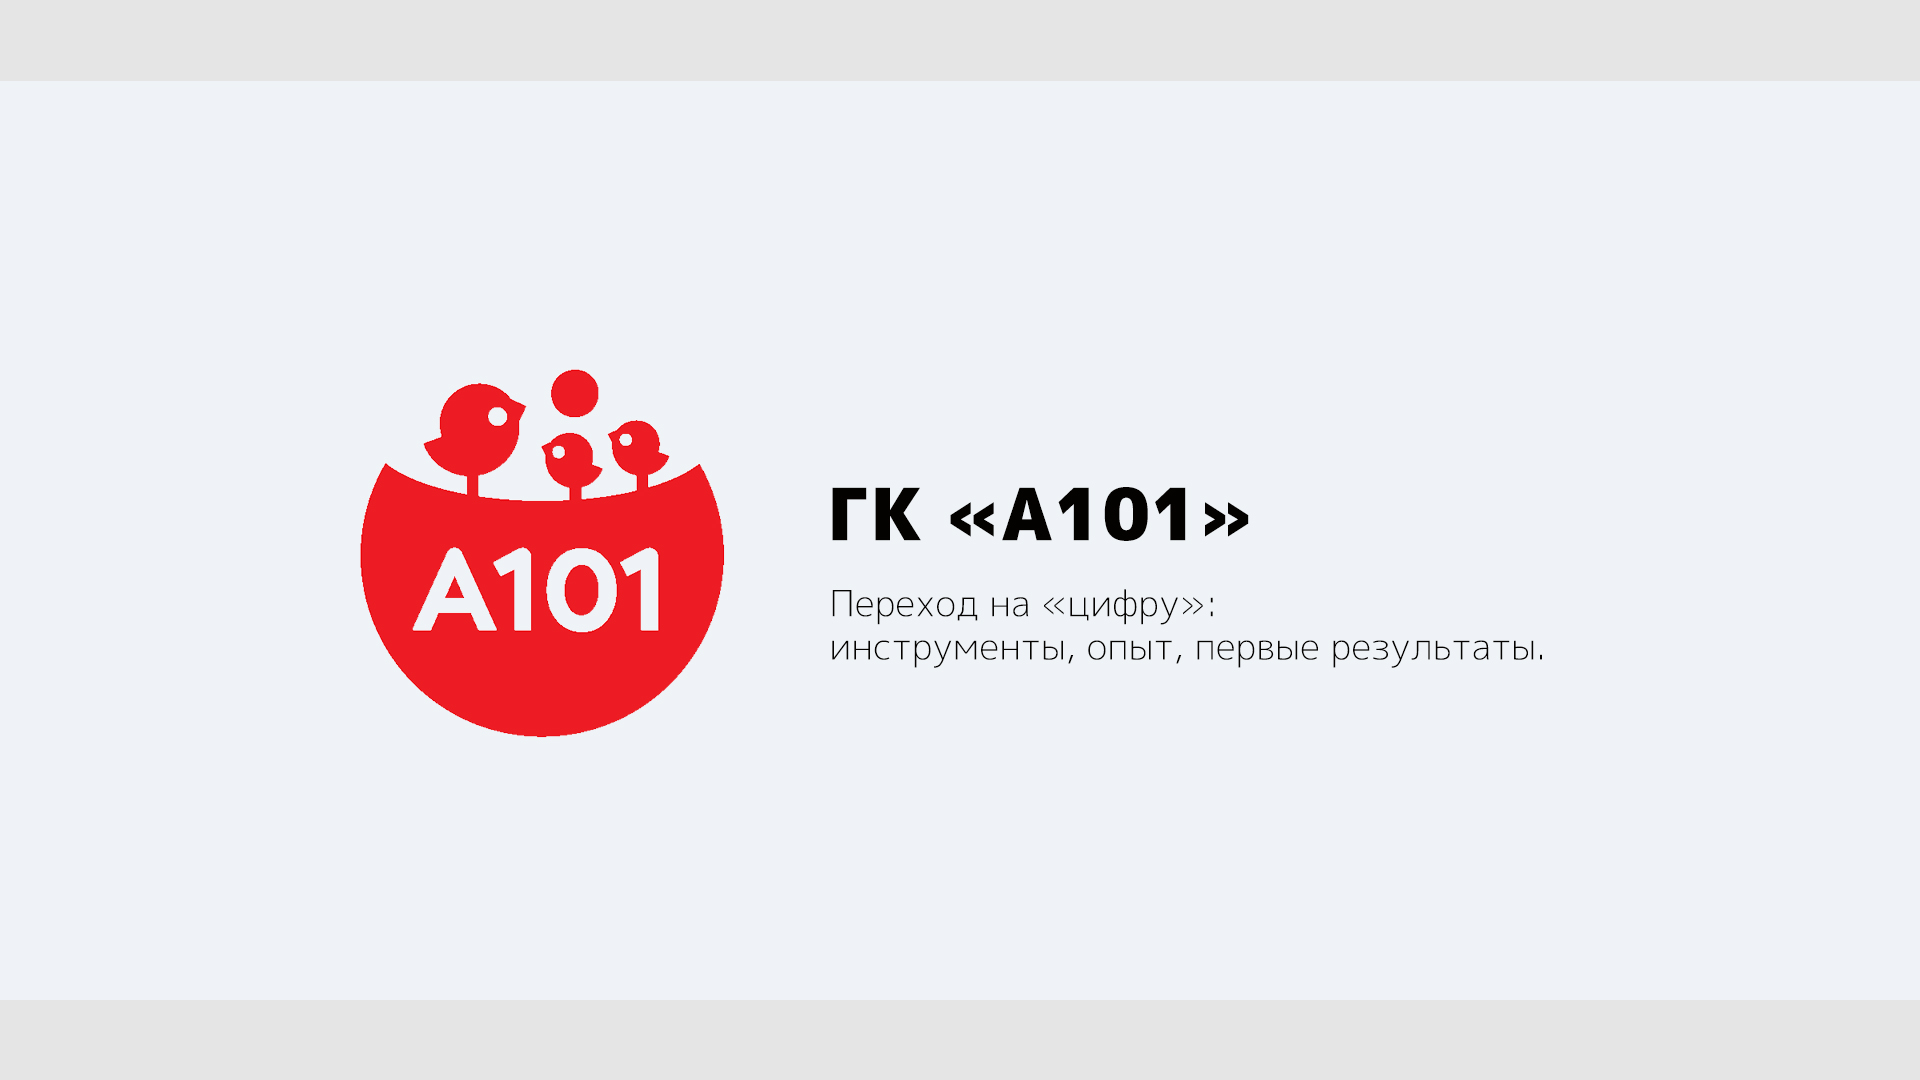 A101
ГК «А101»
Переход на «цифру»:
инструменты, опыт, первые результаты.